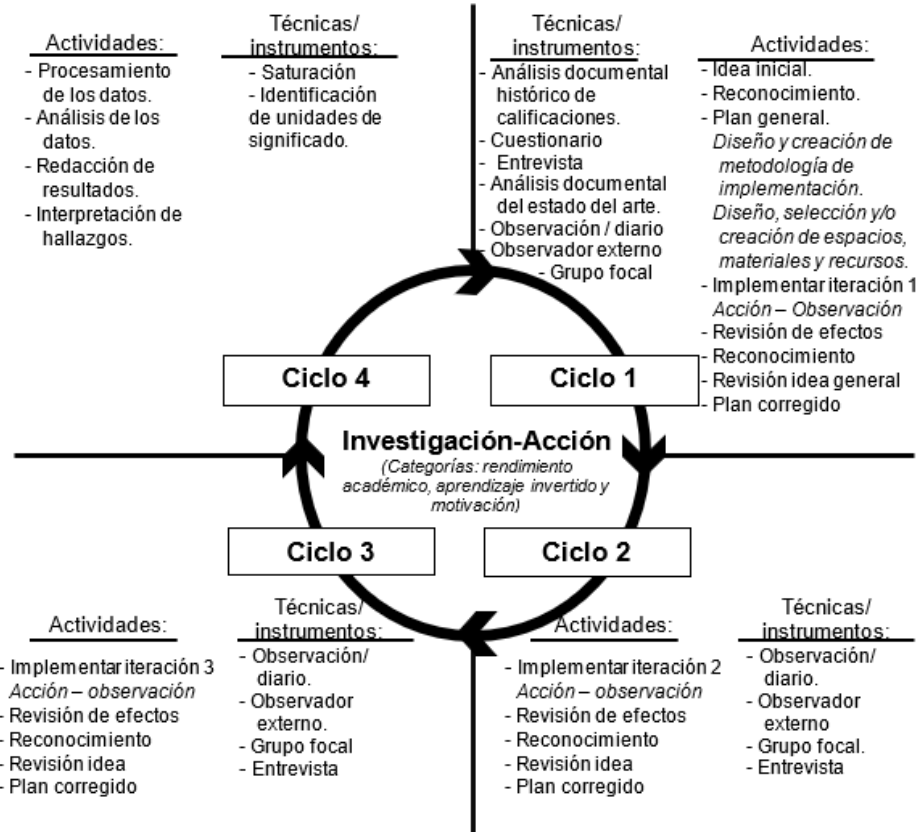 Actividades:
- Procesamiento
de los datos.
- Análisis de los
datos.
- Redacción de
resultados.
- Interpretación de
hallazgos.
Técnicas/
instrumentos:
- Saturación
- Identificación
de unidades de
significado.
Técnicas/
instrumentos:
- Análisis documental
histórico de
calificaciones.
- Cuestionario
- Entrevista
- Análisis documental
del estado del arte.
- Observación / diario
- Observador externo
- Grupo focal
Actividades:
- Idea inicial.
- Reconocimiento.
- Plan general.
Diseño y creación de
metodología de
implementación.
Diseño, selección y/o
creación de espacios,
materiales y recursos.
- Implementar iteración 1
Acción – Observación
- Revisión de efectos
- Reconocimiento
- Revisión idea general
- Plan corregido
Ciclo 4
Ciclo 1
Investigación-Acción
(Categorías: rendimiento
académico, aprendizaje invertido y
motivación)
Ciclo 3
Ciclo 2
Actividades:
- Implementar iteración 3
Acción – observación
- Revisión de efectos
- Reconocimiento
- Revisión idea
- Plan corregido
Técnicas/
instrumentos:
- Observación/
diario.
- Observador
externo.
- Grupo focal
- Entrevista
Actividades:
- Implementar iteración 2
Acción – observación
- Revisión de efectos
- Reconocimiento
- Revisión idea
- Plan corregido
Técnicas/
instrumentos:
- Observación/
diario.
- Observador
externo
- Grupo focal.
- Entrevista